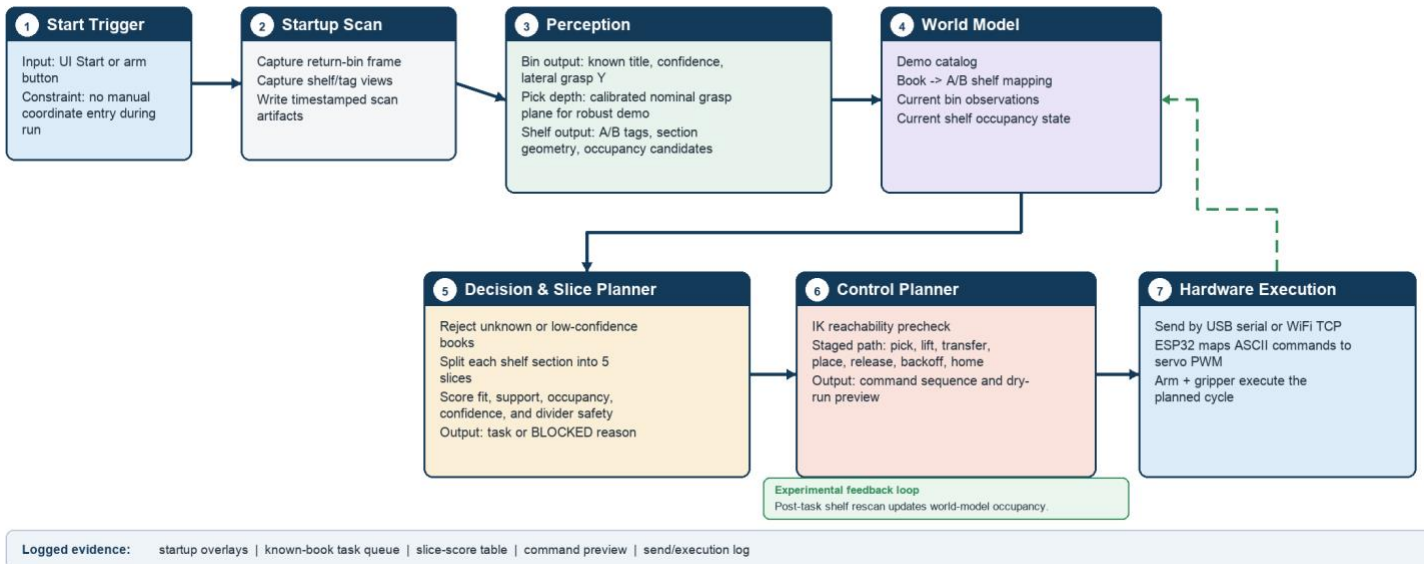 1 Start Trigger
Input: UI Start or arm
button
Constraint: no manual
coordinate entry during
run
2 Startup Scan
Capture return-bin frame
Capture shelf/tag views
Write timestamped scan
artifacts
3 Perception
Bin output: known title, confidence,
lateral grasp Y
Pick depth: calibrated nominal grasp
plane for robust demo
Shelf output: A/B tags, section
geometry, occupancy candidates
4 World Model
Demo catalog
Book -> A/B shelf mapping
Current bin observations
Current shelf occupancy state
5 Decision & Slice Planner
Reject unknown or low-confidence
books
Split each shelf section into 5
slices
Score fit, support, occupancy,
confidence, and divider safety
Output: task or BLOCKED reason
6 Control Planner
IK reachability precheck
Staged path: pick, lift, transfer,
place, release, backoff, home
Output: command sequence and dry-
run preview
7 Hardware Execution
Send by USB serial or WiFi TCP
ESP32 maps ASCII commands to
servo PWM
Arm + gripper execute the
planned cycle
Experimental feedback loop
Post-task shelf rescan updates world-model occupancy.
Logged evidence: startup overlays | known-book task queue | slice-score table | command preview | send/execution log